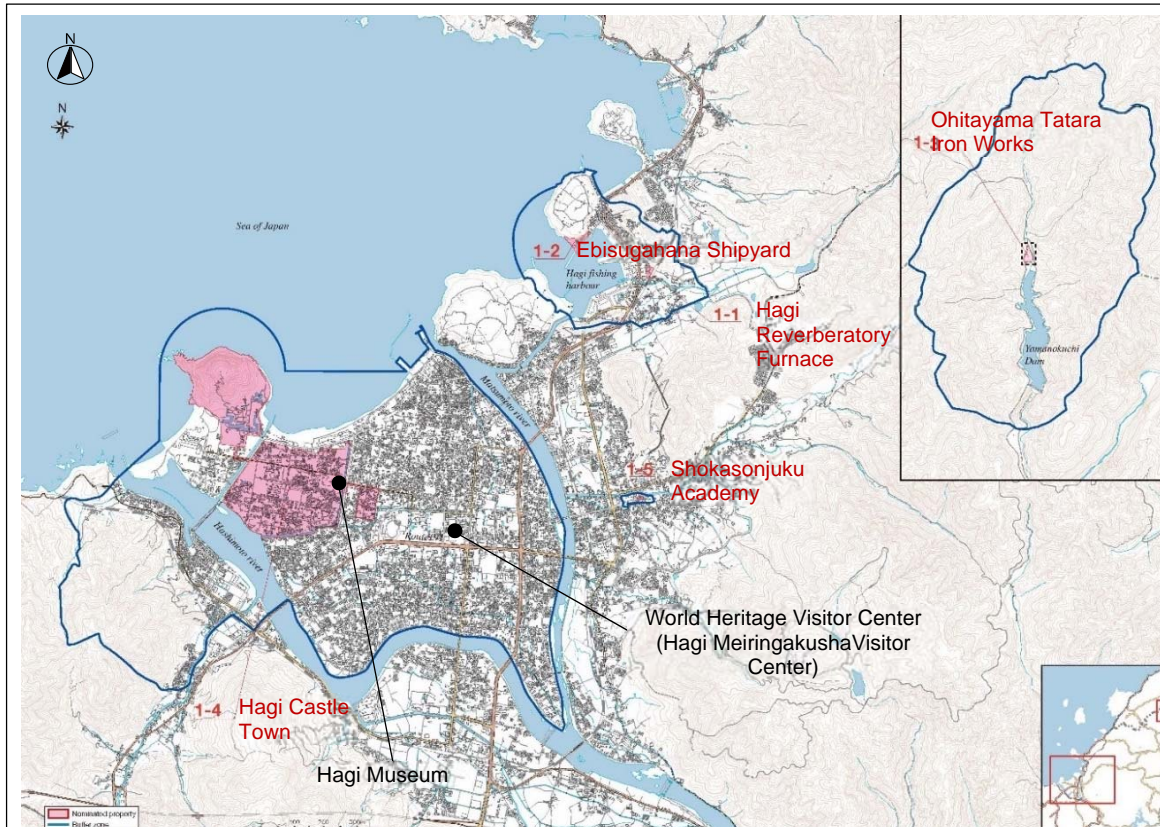 N
N
Sea of Japan
1-2 Ebisugahana Shipyard
Hagi fishing
harbour
1-1 Hagi
Reverberatory
Furnace
Ohitayama Tatara
1-3 Iron Works
Yamanokuchi
Dam
Matsumoto river
1-5 Shokasonjuku
Academy
Hashimoto river
World Heritage Visitor Center
(Hagi MeiringakushaVisitor
Center)
1-4 Hagi Castle
Town
Hagi Museum
Nominated property
Buffer zone